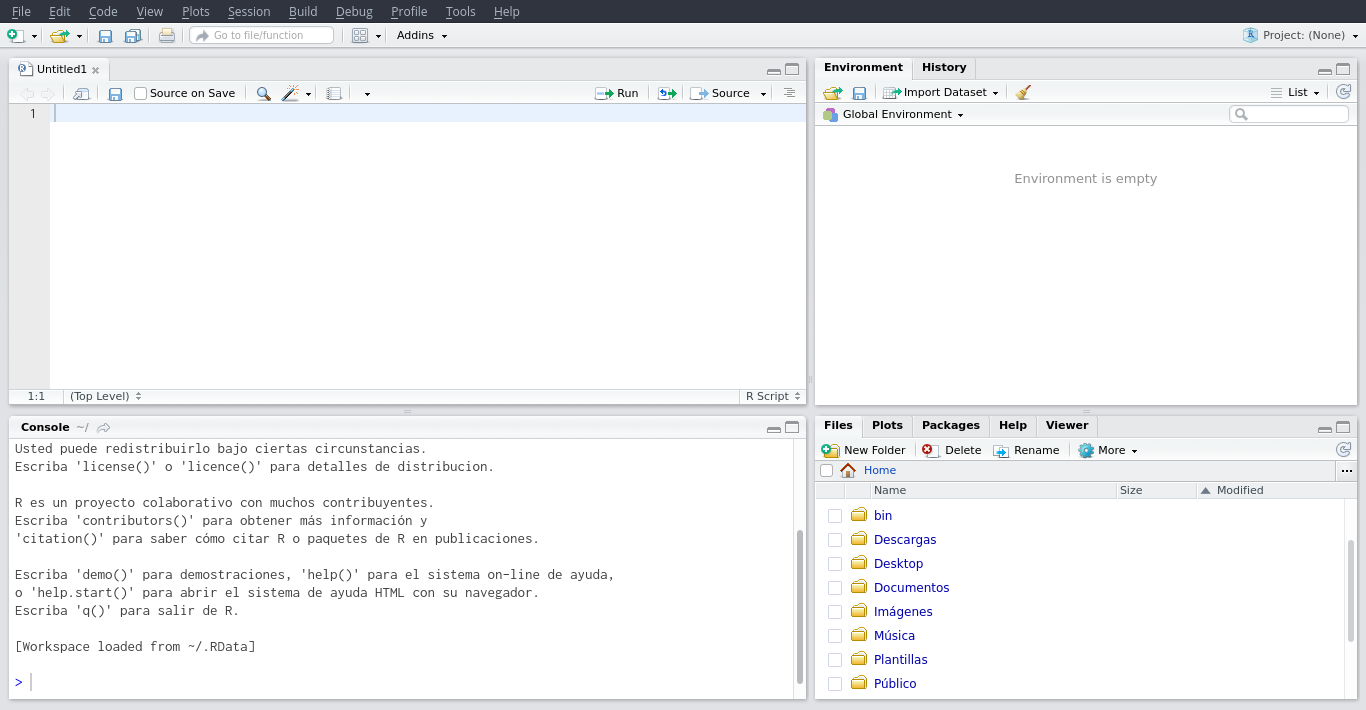 File Edit Code View Plots Session Build Debug Profile Tools Help
Go to file/function Addins Project: (None)
Untitled1
Source on Save Run Source
1
1:1 (Top Level) R Script
Console ~/
Usted puede redistribuirlo bajo ciertas circunstancias.
Escriba 'license()' o 'licence()' para detalles de distribucion.
R es un proyecto colaborativo con muchos contribuyentes.
Escriba 'contributors()' para obtener más información y
'citation()' para saber cómo citar R o paquetes de R en publicaciones.
Escriba 'demo()' para demostraciones, 'help()' para el sistema on-line de ayuda,
o 'help.start()' para abrir el sistema de ayuda HTML con su navegador.
Escriba 'q()' para salir de R.
[Workspace loaded from ~/.RData]
>
Environment History
Import Dataset List
Global Environment
Environment is empty
Files Plots Packages Help Viewer
New Folder Delete Rename More
Home ...
Name Size Modified
bin
Descargas
Desktop
Documentos
Imágenes
Música
Plantillas
Público